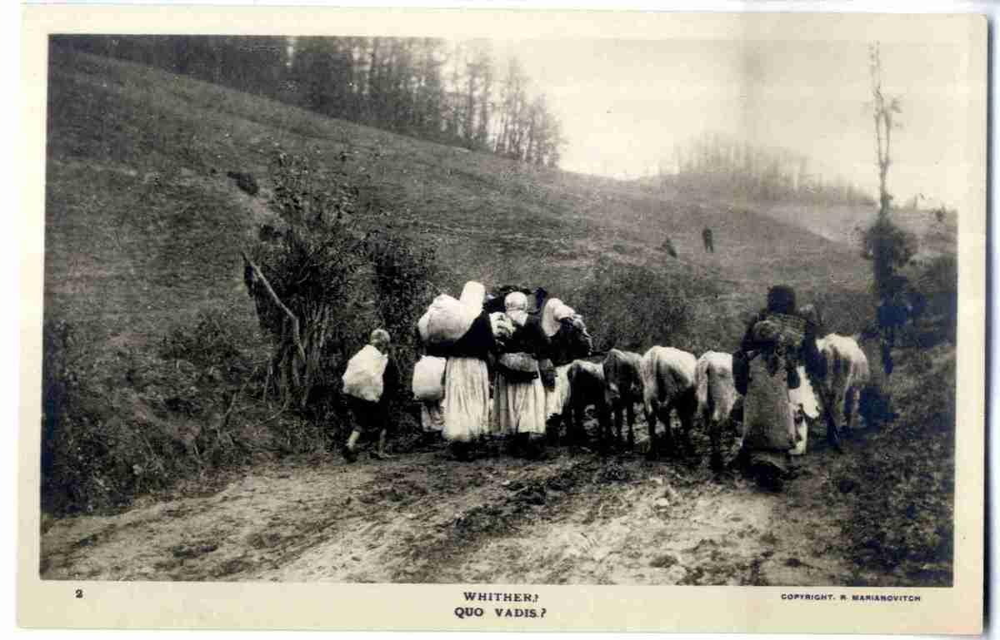 2
WHITHER?
QUO VADIS?
COPYRIGHT. R. MARIANOVITCH